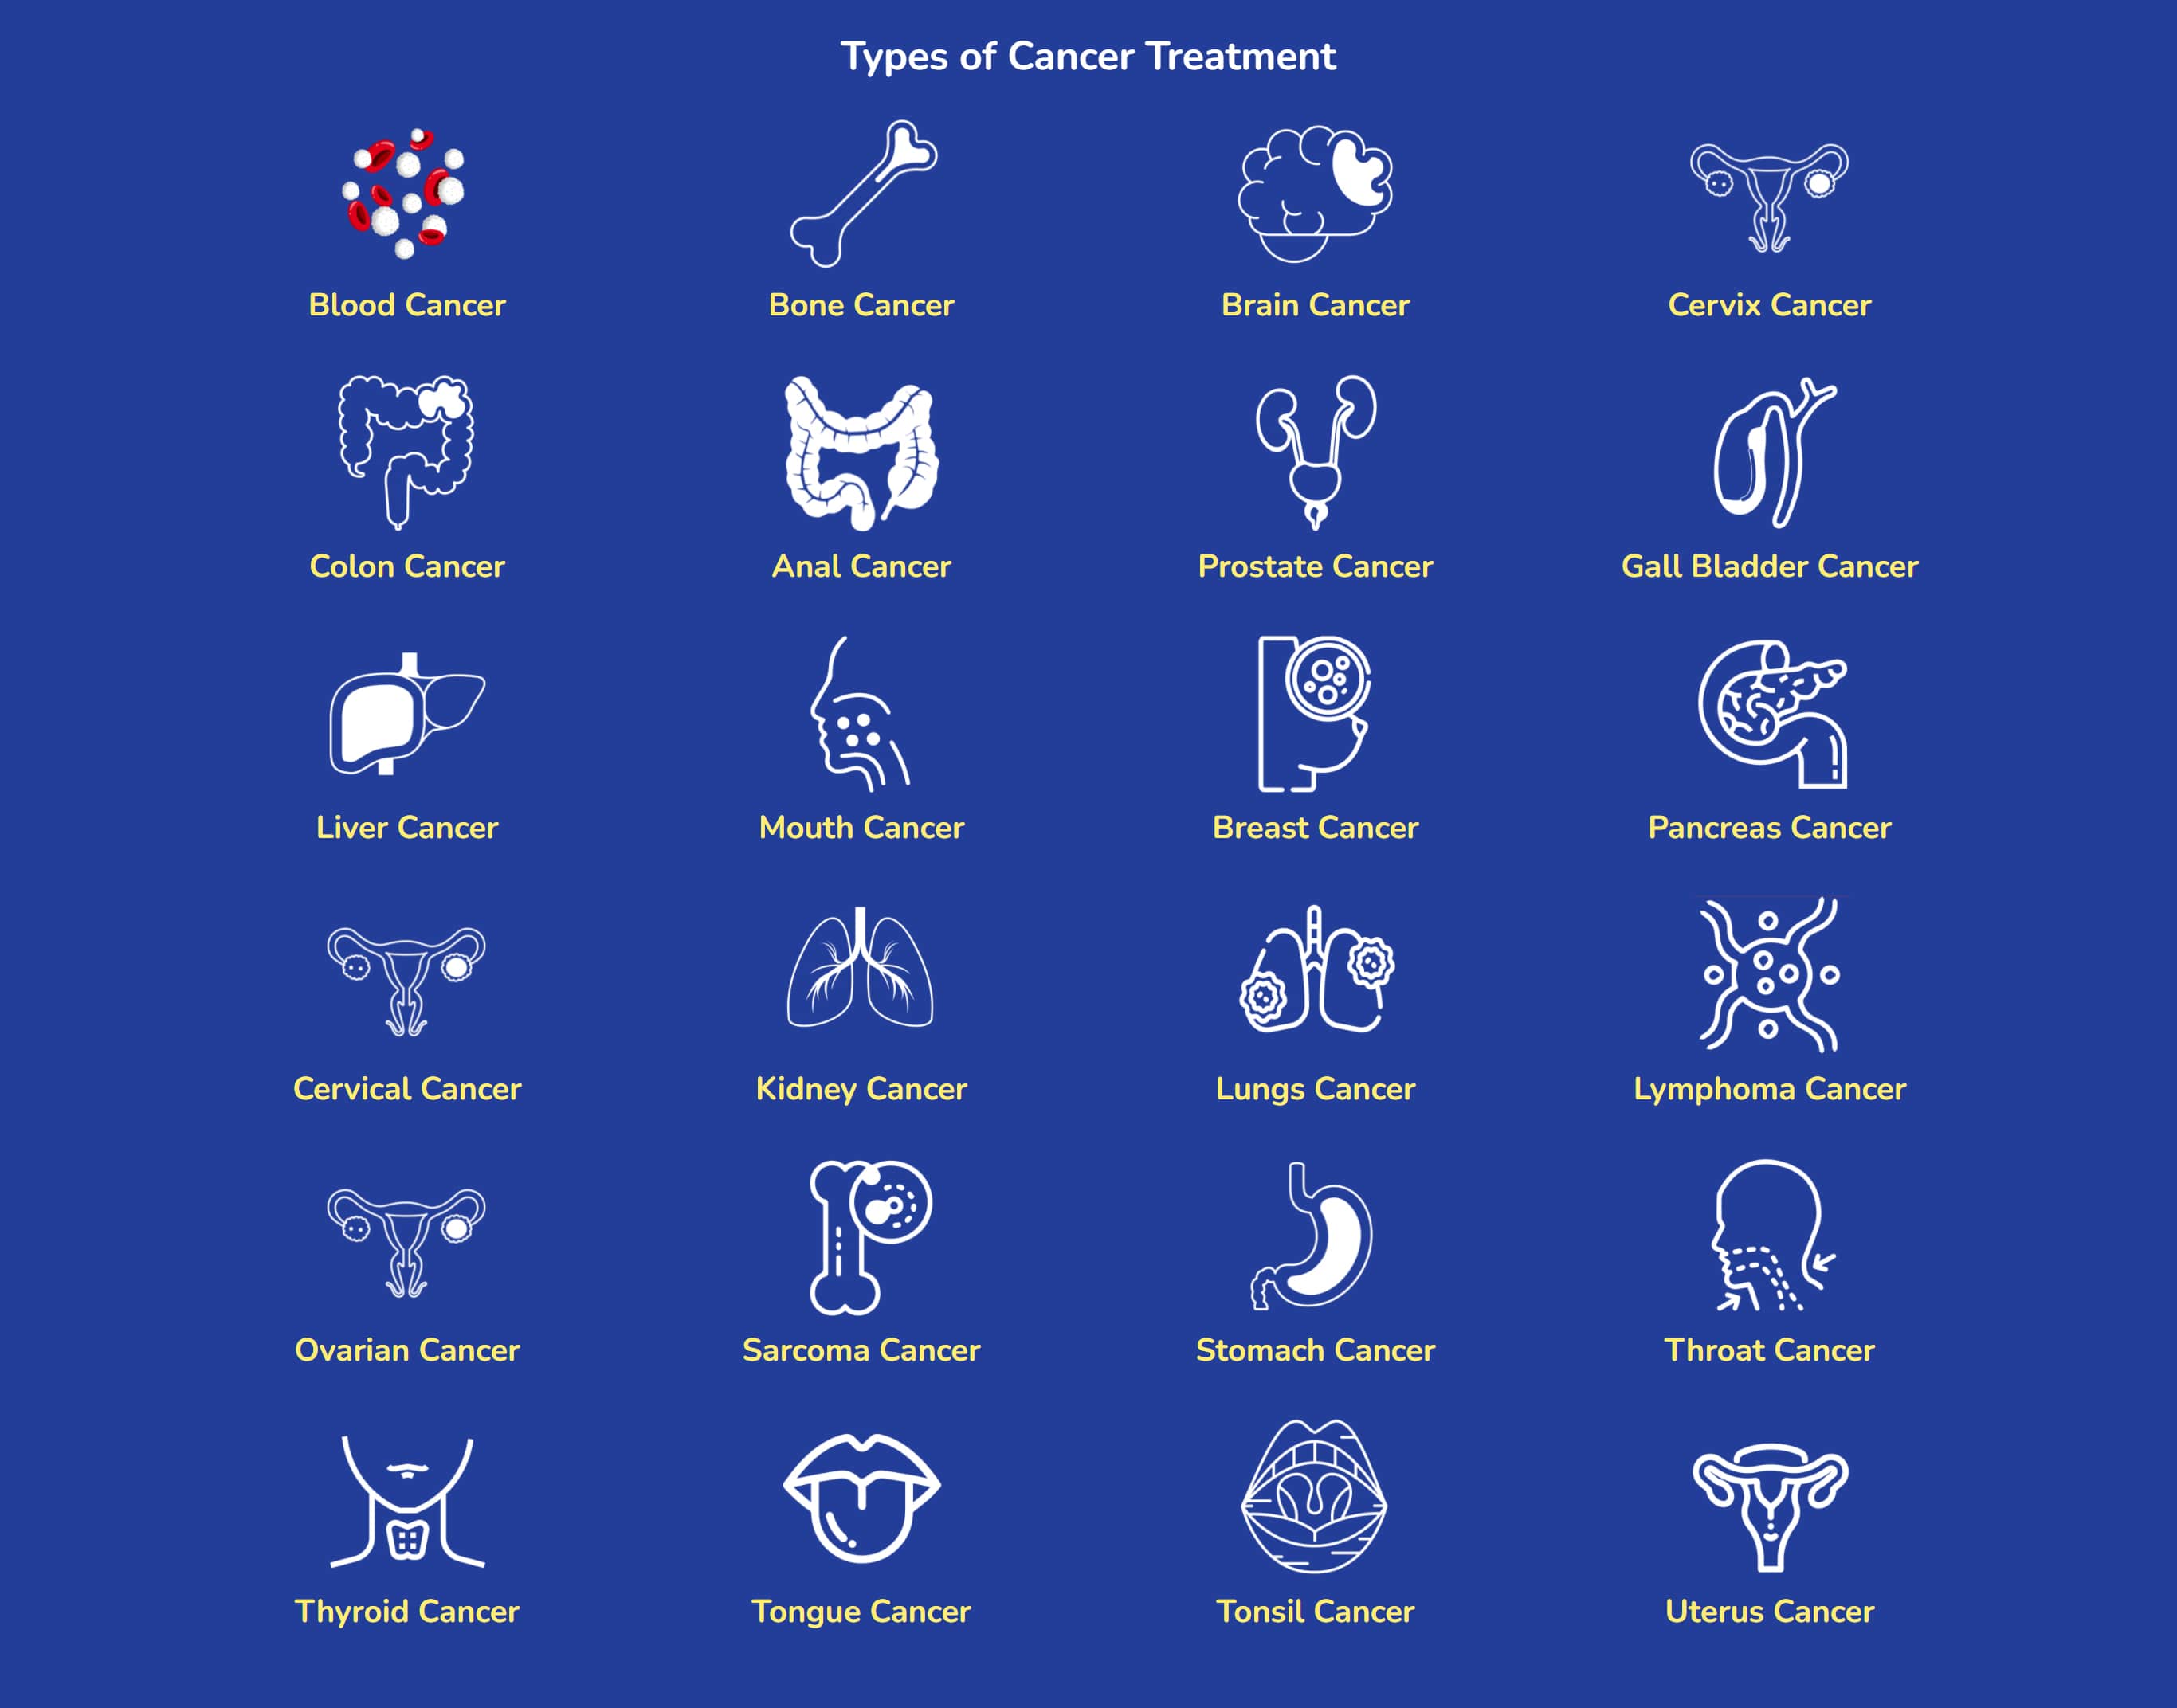 Types of Cancer Treatment
Blood Cancer
Bone Cancer
Brain Cancer
Cervix Cancer
Colon Cancer
Anal Cancer
Prostate Cancer
Gall Bladder Cancer
Liver Cancer
Mouth Cancer
Breast Cancer
Pancreas Cancer
Cervical Cancer
Kidney Cancer
Lungs Cancer
Lymphoma Cancer
Ovarian Cancer
Sarcoma Cancer
Stomach Cancer
Throat Cancer
Thyroid Cancer
Tongue Cancer
Tonsil Cancer
Uterus Cancer